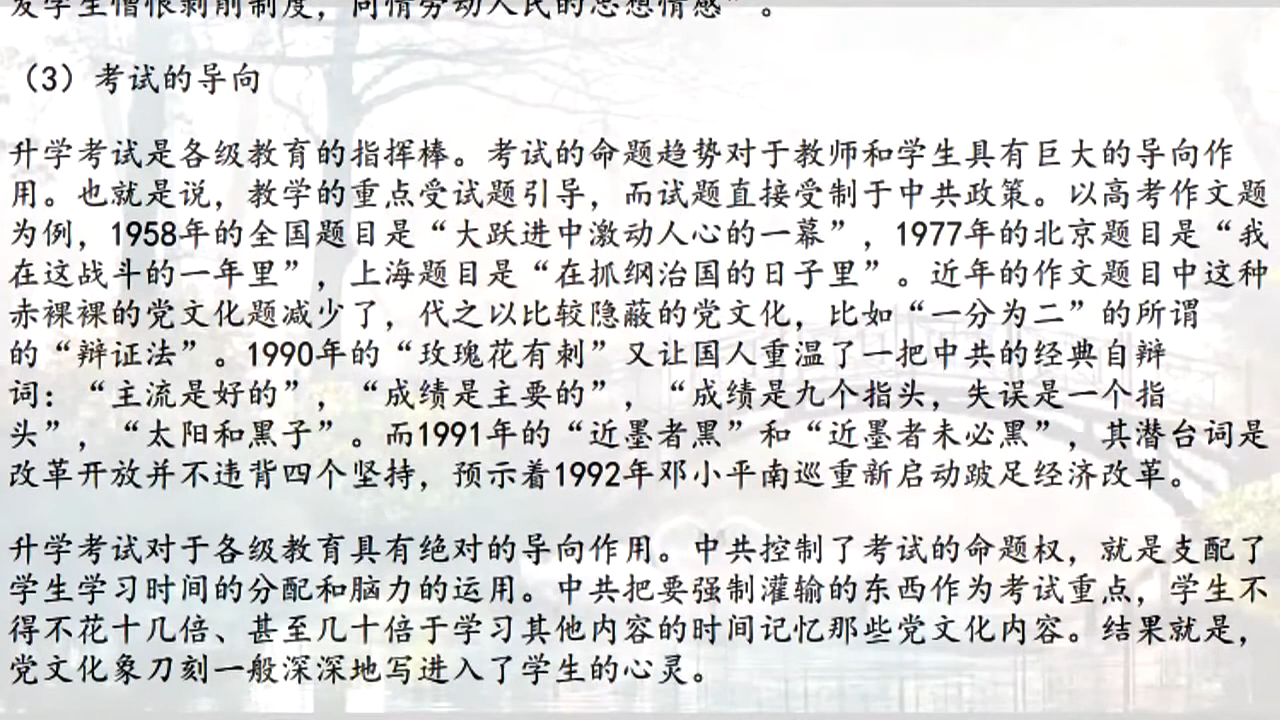 发学生憎恨剥削制度，同情劳动人民的思想情感”。
（3）考试的导向
升学考试是各级教育的指挥棒。考试的命题趋势对于教师和学生具有巨大的导向作
用。也就是说，教学的重点受试题引导，而试题直接受制于中共政策。以高考作文题
为例，1958年的全国题目是“大跃进中激动人心的一幕”，1977年的北京题目是“我
在这战斗的一年里”，上海题目是“在抓纲治国的日子里”。近年的作文题目中这种
赤裸裸的党文化题减少了，代之以比较隐蔽的党文化，比如“一分为二”的所谓
的“辩证法”。1990年的“玫瑰花有刺”又让国人重温了一把中共的经典自辩
词：“主流是好的”，“成绩是主要的”，“成绩是九个指头，失误是一个指
头”，“太阳和黑子”。而1991年的“近墨者黑”和“近墨者未必黑”，其潜台词是
改革开放并不违背四个坚持，预示着1992年邓小平南巡重新启动跛足经济改革。
升学考试对于各级教育具有绝对的导向作用。中共控制了考试的命题权，就是支配了
学生学习时间的分配和脑力的运用。中共把要强制灌输的东西作为考试重点，学生不
得不花十几倍、甚至几十倍于学习其他内容的时间记忆那些党文化内容。结果就是，
党文化象刀刻一般深深地写进入了学生的心灵。